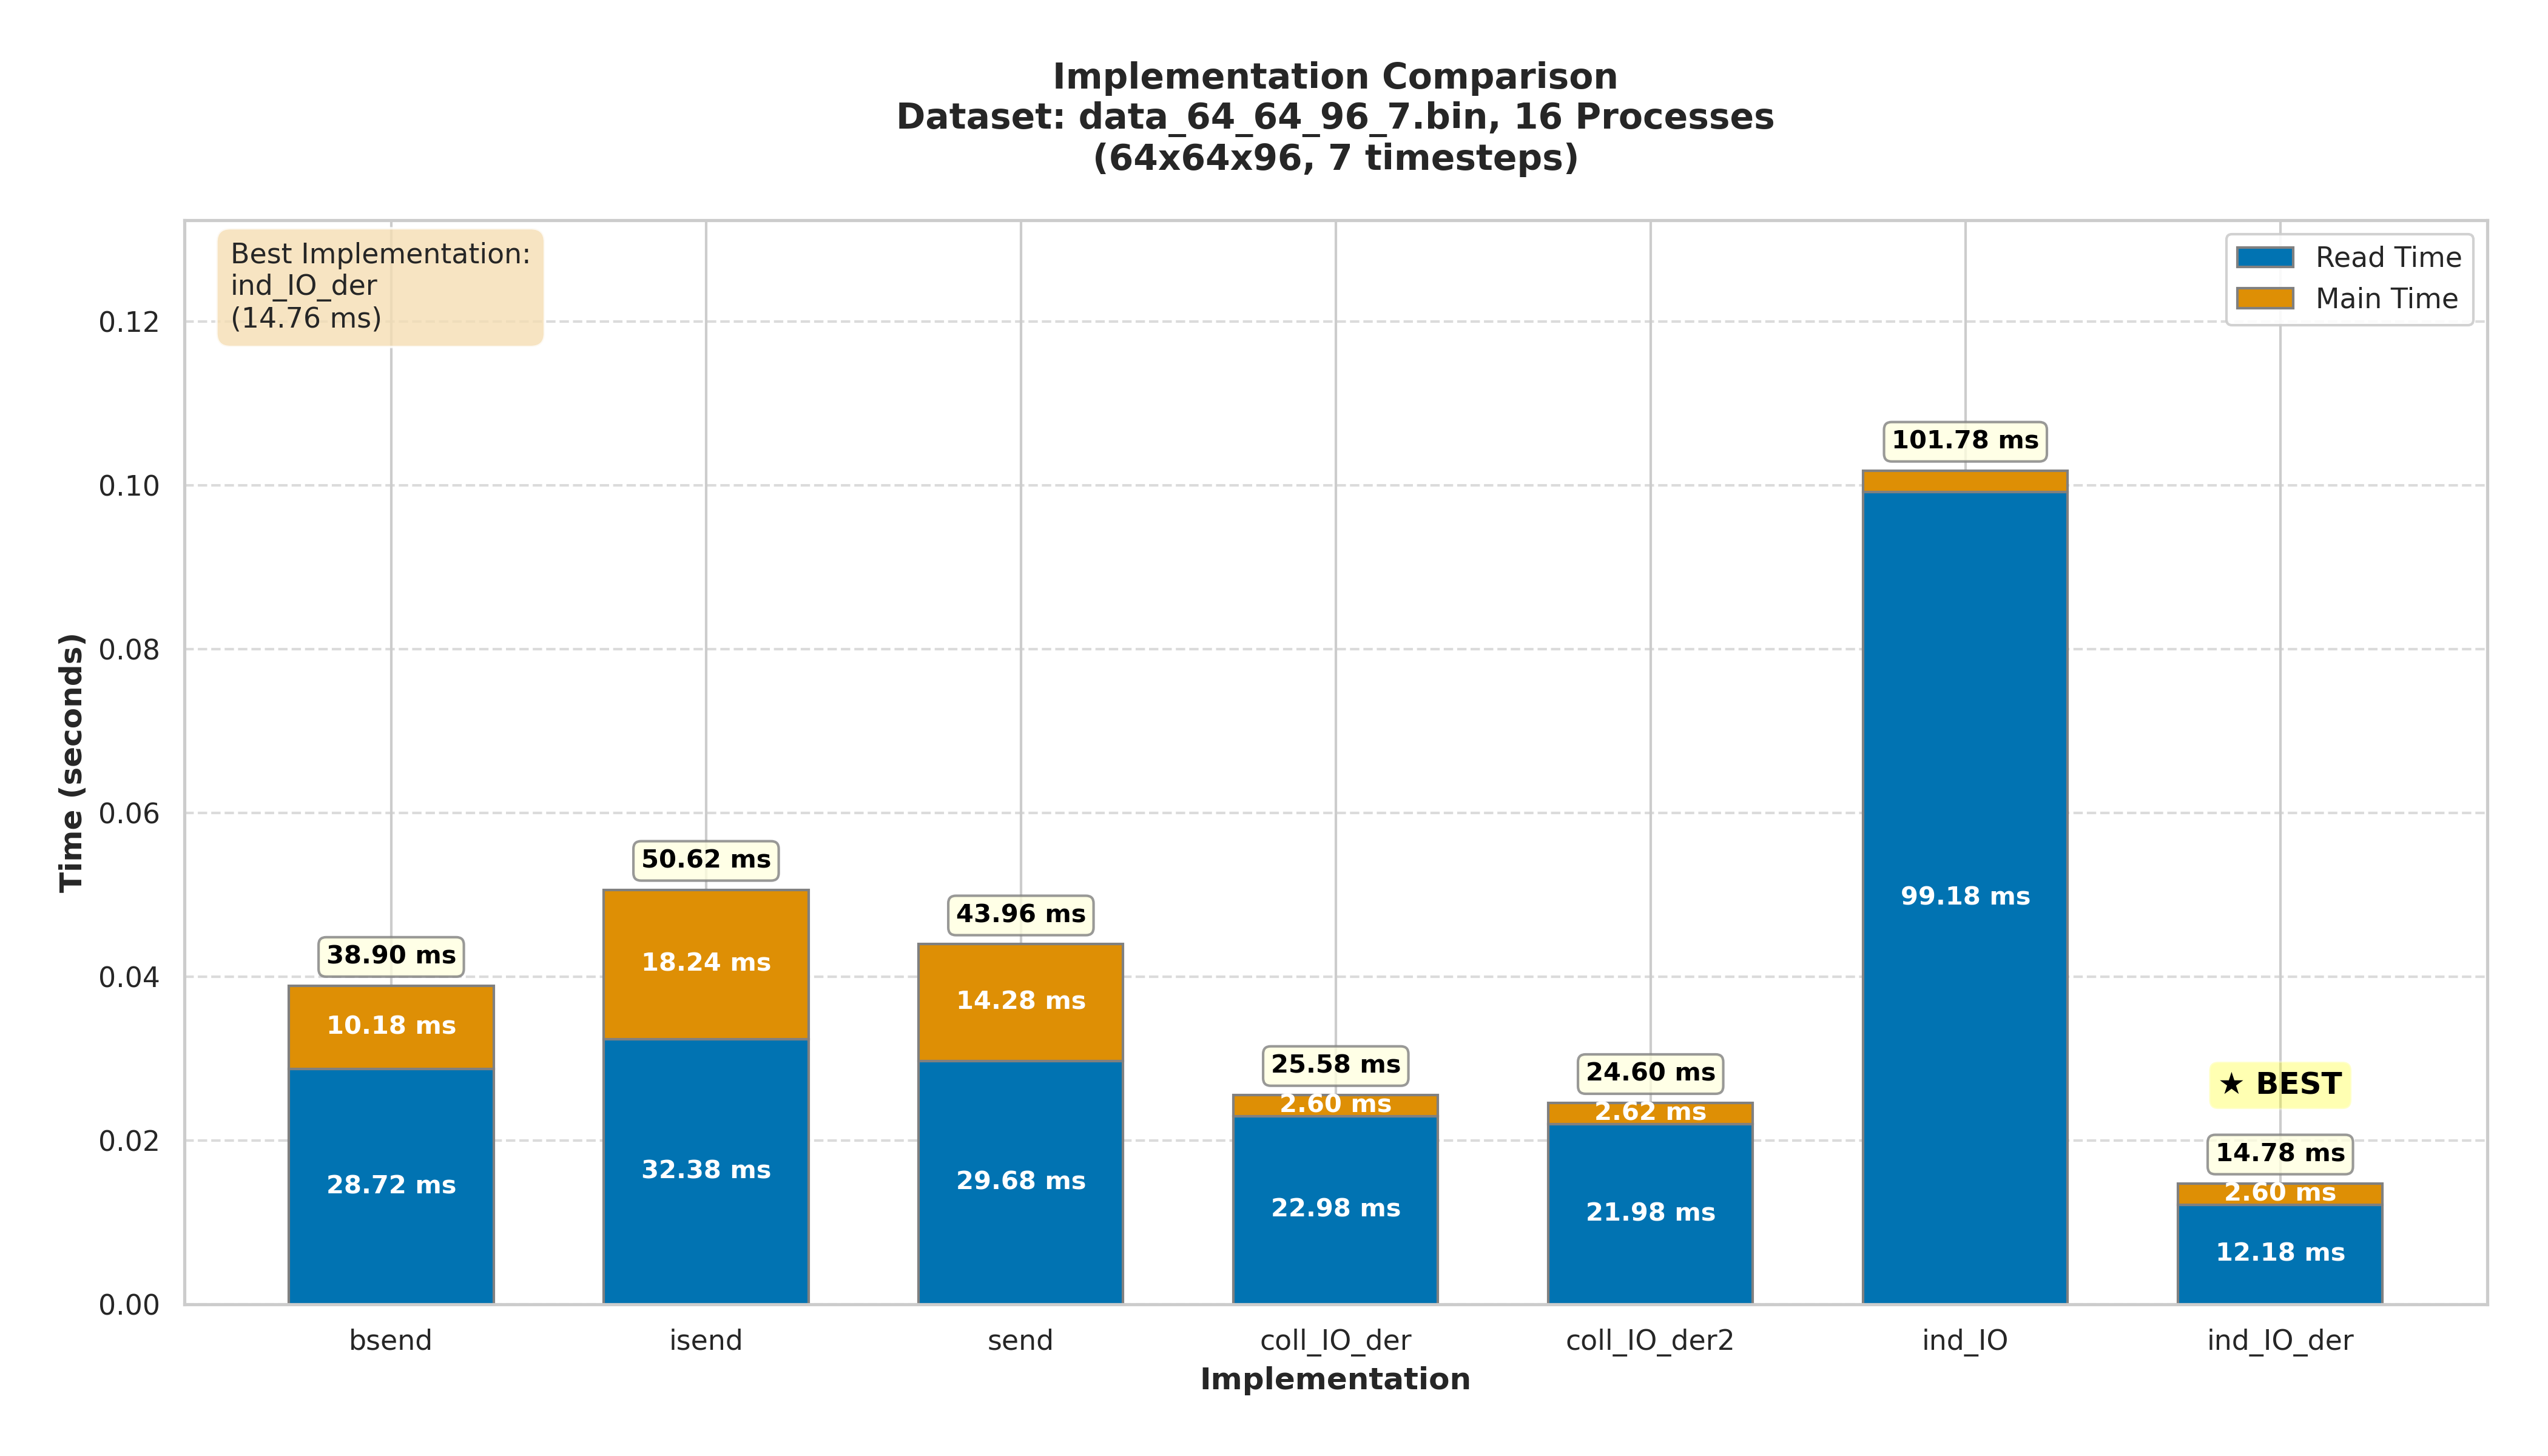 Implementation Comparison
Dataset: data_64_64_96_7.bin, 16 Processes
(64x64x96, 7 timesteps)
Best Implementation:
ind_IO_der
(14.76 ms)
Read Time
Main Time
Time (seconds)
0.12
0.10
0.08
0.06
0.04
0.02
0.00
38.90 ms
10.18 ms
28.72 ms
50.62 ms
18.24 ms
32.38 ms
43.96 ms
14.28 ms
29.68 ms
25.58 ms
2.60 ms
22.98 ms
24.60 ms
2.62 ms
21.98 ms
101.78 ms
99.18 ms
★ BEST
14.78 ms
2.60 ms
12.18 ms
bsend
isend
send
coll_IO_der
coll_IO_der2
ind_IO
ind_IO_der
Implementation